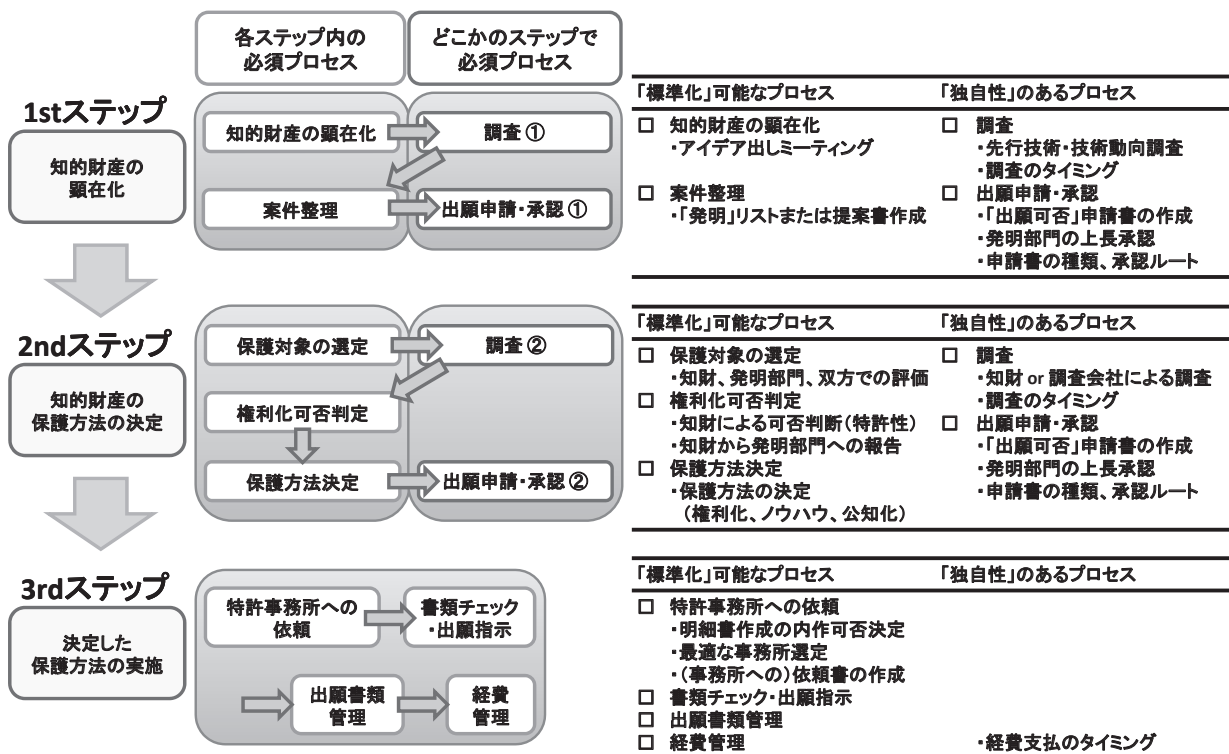 各ステップ内の
必須プロセス
どこかのステップで
必須プロセス
1stステップ
知的財産の
顕在化
知的財産の顕在化
調査①
案件整理
出願申請・承認①
「標準化」可能なプロセス 「独自性」のあるプロセス
□ 知的財産の顕在化
・アイデア出しミーティング
□ 案件整理
・「発明」リストまたは提案書作成
□ 調査
・先行技術・技術動向調査
・調査のタイミング
□ 出願申請・承認
・「出願可否」申請書の作成
・発明部門の上長承認
・申請書の種類、承認ルート
2ndステップ
知的財産の
保護方法の決定
保護対象の選定
調査②
権利化可否判定
保護方法決定
出願申請・承認②
「標準化」可能なプロセス 「独自性」のあるプロセス
□ 保護対象の選定
・知財、発明部門、双方での評価
□ 権利化可否判定
・知財による可否判断(特許性)
・知財から発明部門への報告
□ 保護方法決定
・保護方法の決定
(権利化、ノウハウ、公知化)
□ 調査
・知財 or 調査会社による調査
・調査のタイミング
□ 出願申請・承認
・「出願可否」申請書の作成
・発明部門の上長承認
・申請書の種類、承認ルート
3rdステップ
決定した
保護方法の実施
特許事務所への
依頼
書類チェック
・出願指示
出願書類
管理
経費
管理
「標準化」可能なプロセス 「独自性」のあるプロセス
□ 特許事務所への依頼
・明細書作成の内作可否決定
・最適な事務所選定
・(事務所への)依頼書の作成
□ 書類チェック・出願指示
□ 出願書類管理
□ 経費管理 ・経費支払のタイミング